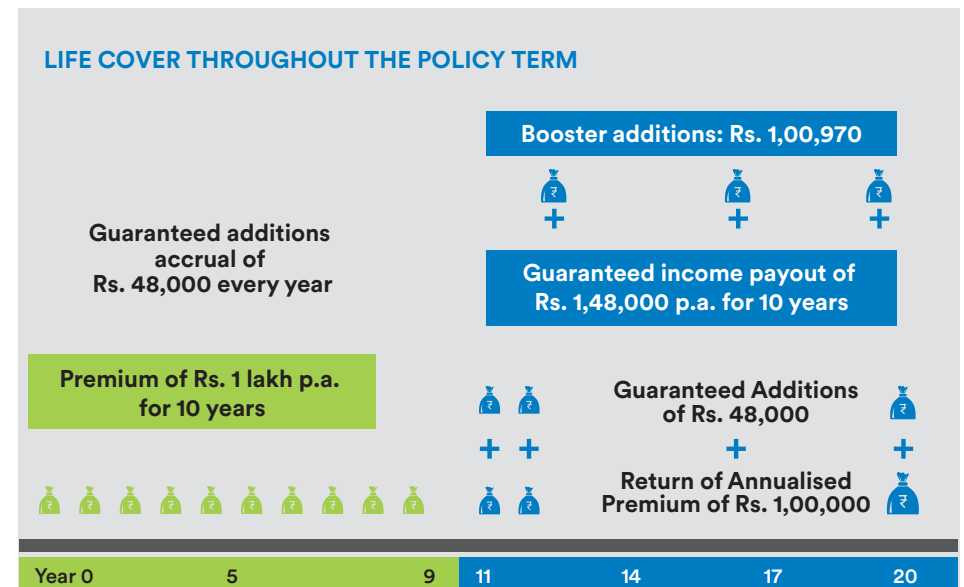 LIFE COVER THROUGHOUT THE POLICY TERM
Booster additions: Rs. 1,00,970
₹ ₹ ₹
+ + +
Guaranteed additions
accrual of
Rs. 48,000 every year
Guaranteed income payout of
Rs. 1,48,000 p.a. for 10 years
Premium of Rs. 1 lakh p.a.
for 10 years
₹ ₹
Guaranteed Additions
of Rs. 48,000
₹
+ + + +
Return of Annualised
Premium of Rs. 1,00,000
₹ ₹ ₹ ₹ ₹ ₹ ₹ ₹ ₹ ₹ ₹ ₹ ₹
Year 0 5 9 11 14 17 20